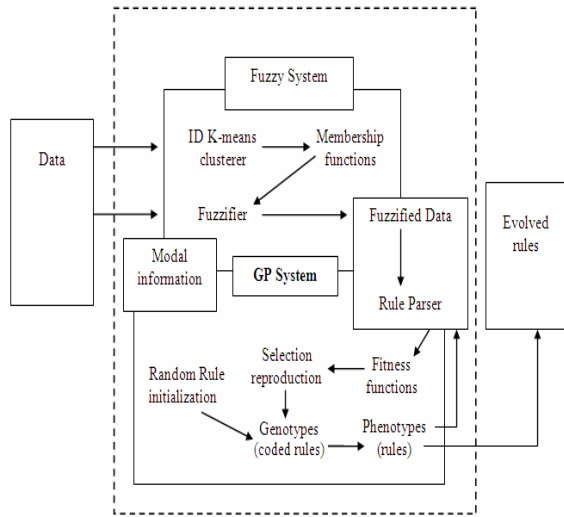 Fuzzy System
Data
ID K-means
clusterer
Membership
functions
Fuzzifier
Fuzzified Data
Evolved
rules
Modal
information
GP System
Rule Parser
Selection
reproduction
Fitness
functions
Random Rule
initialization
Genotypes
(coded rules)
Phenotypes
(rules)